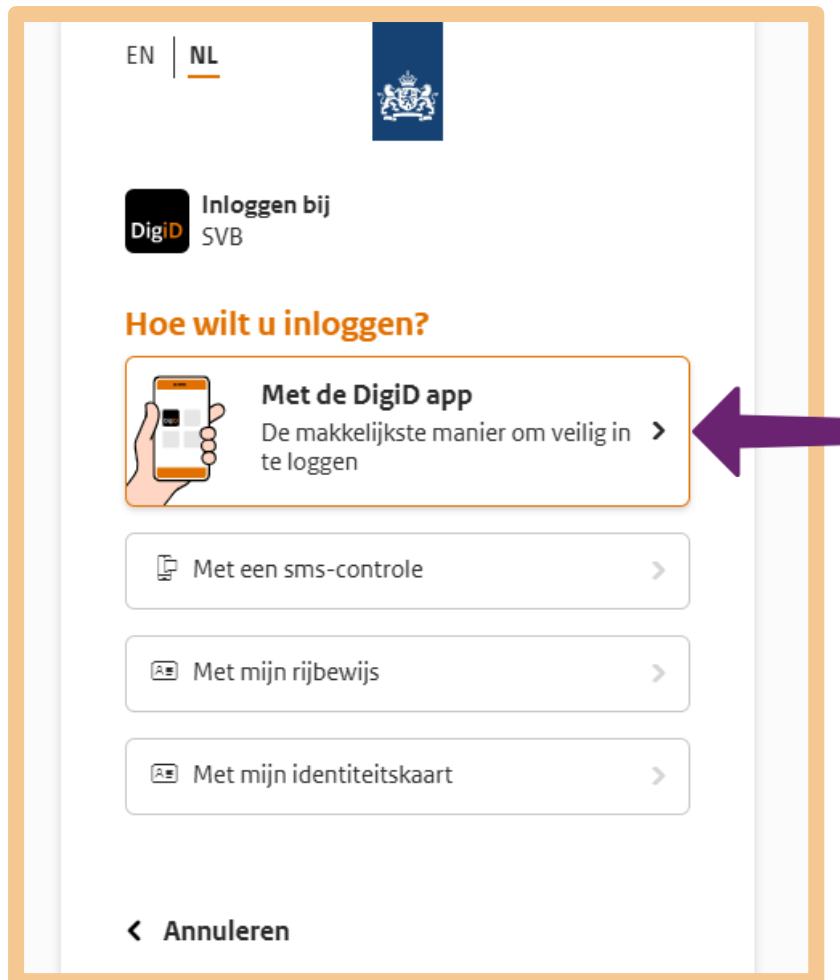 EN | NL
DigiD
Inloggen bij
SVB
Hoe wilt u inloggen?
Met de DigiD app
De makkelijkste manier om veilig in
te loggen
Met een sms-controle
Met mijn rijbewijs
Met mijn identiteitskaart
Annuleren